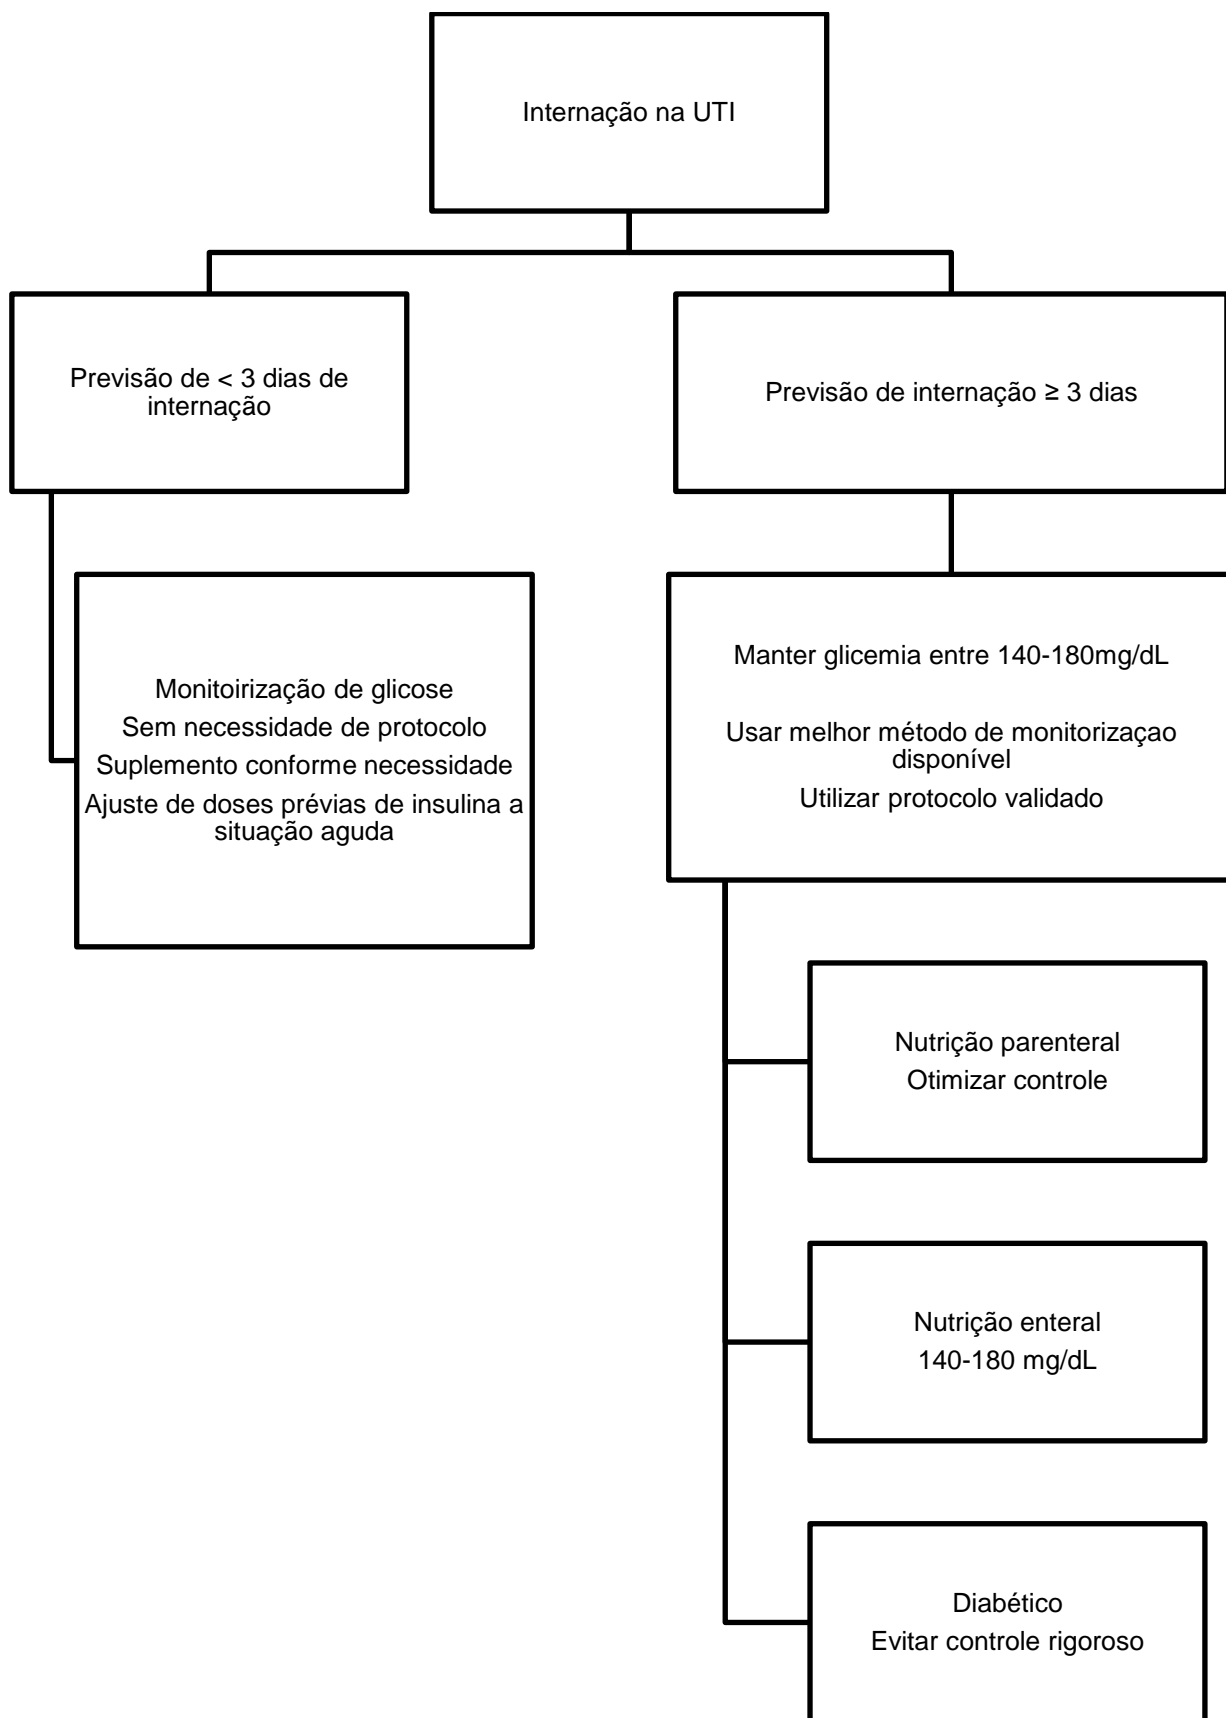 Internação na UTI
Previsão de < 3 dias de
internação
Previsão de internação ≥ 3 dias
Monitoirização de glicose
Sem necessidade de protocolo
Suplemento conforme necessidade
Ajuste de doses prévias de insulina a
situação aguda
Manter glicemia entre 140-180mg/dL
Usar melhor método de monitorizaçao
disponível
Utilizar protocolo validado
Nutrição parenteral
Otimizar controle
Nutrição enteral
140-180 mg/dL
Diabético
Evitar controle rigoroso